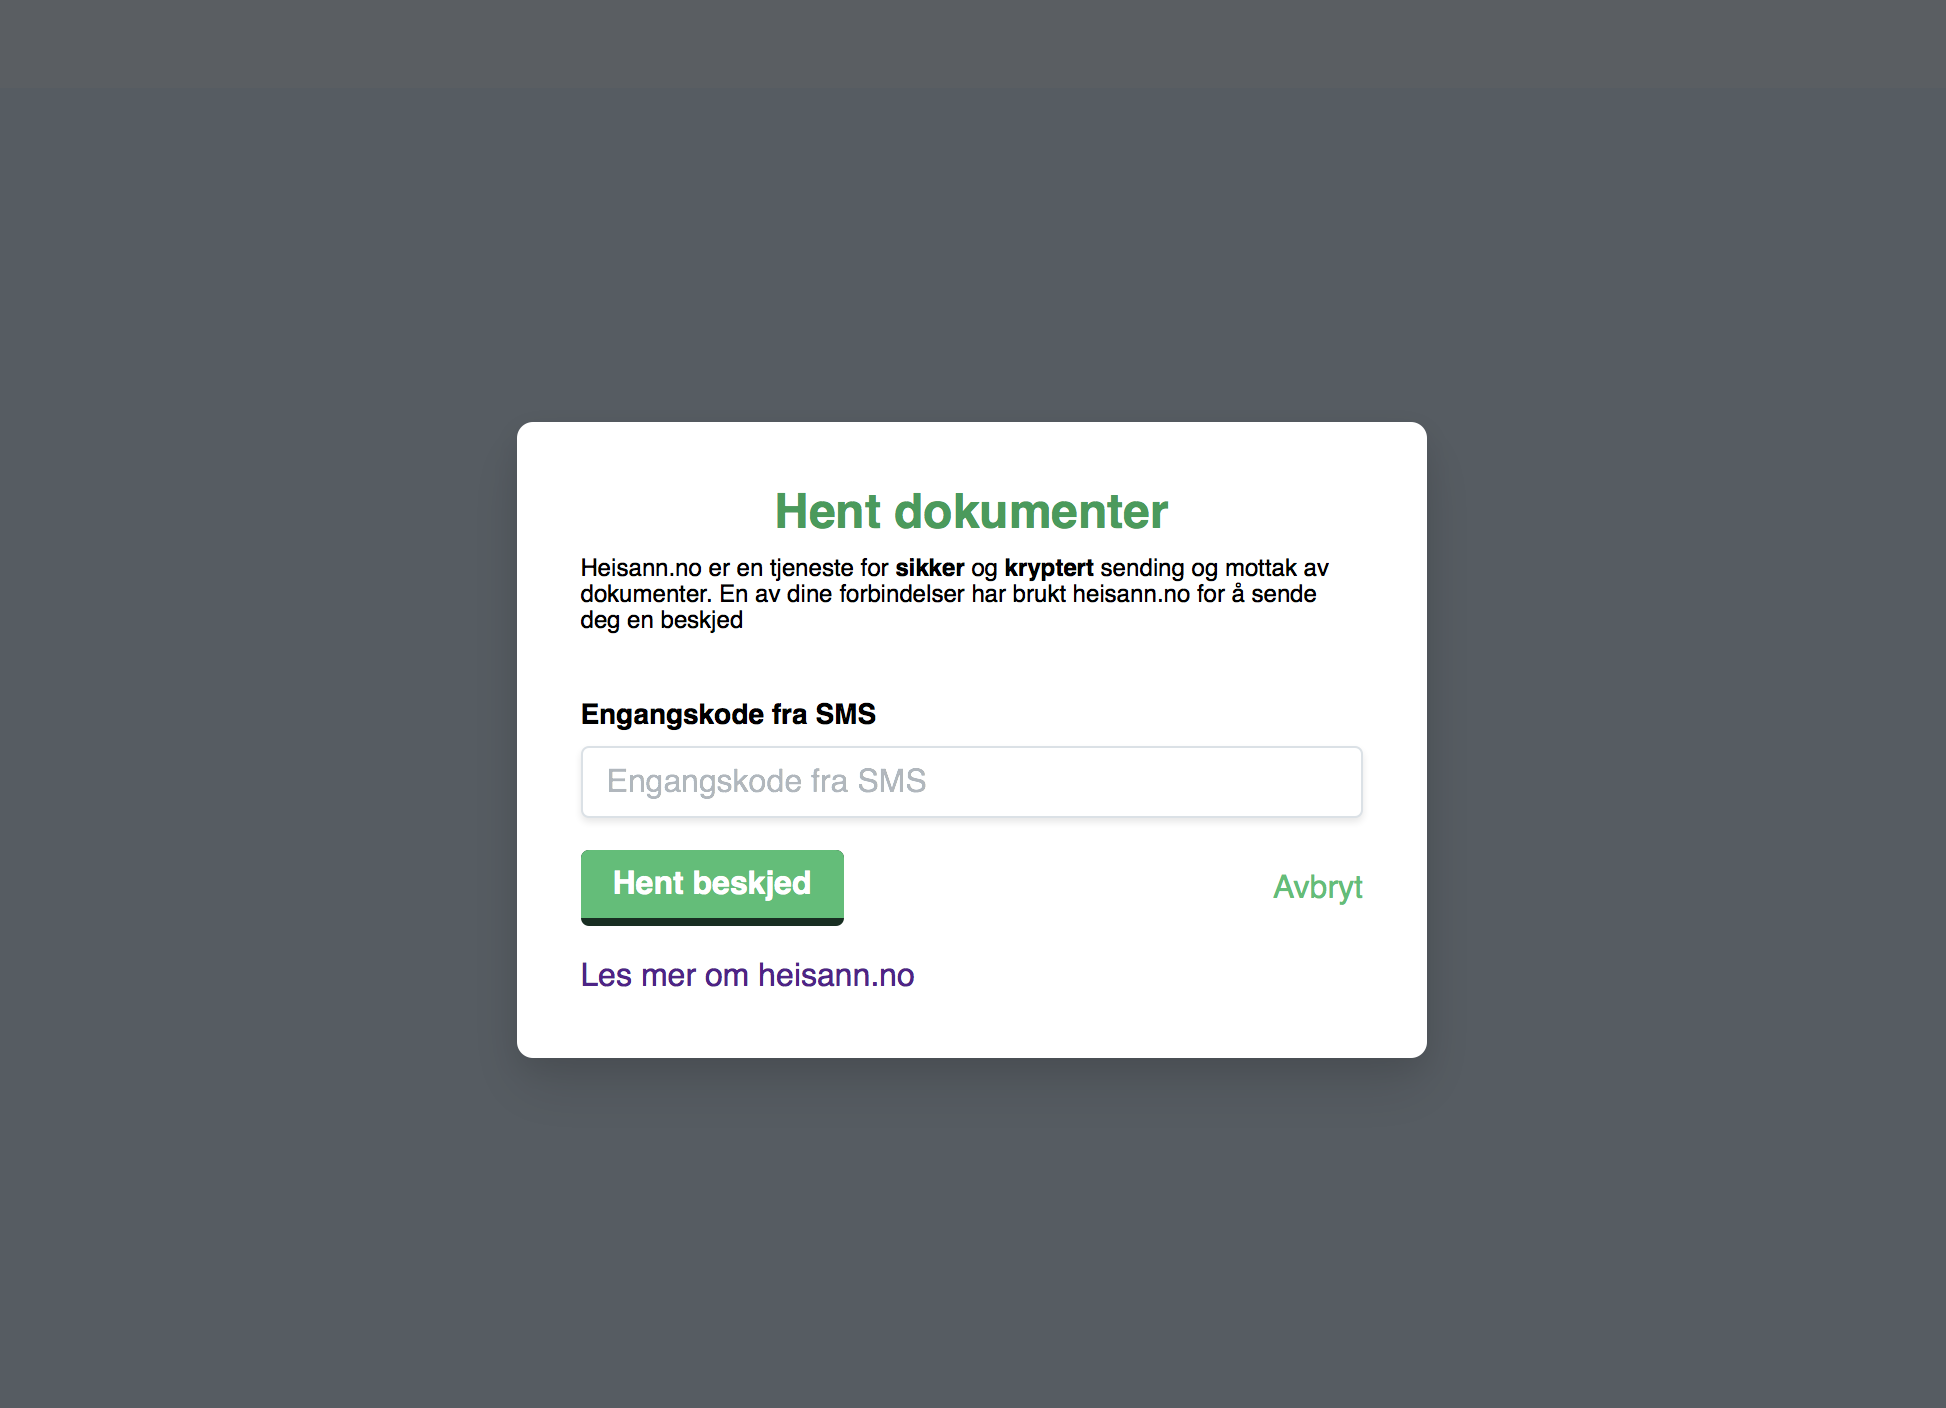 Hent dokumenter
Heisann.no er en tjeneste for sikker og kryptert sending og mottak av
dokumenter. En av dine forbindelser har brukt heisann.no for å sende
deg en beskjed
Engangskode fra SMS
Engangskode fra SMS
Hent beskjed
Avbryt
Les mer om heisann.no